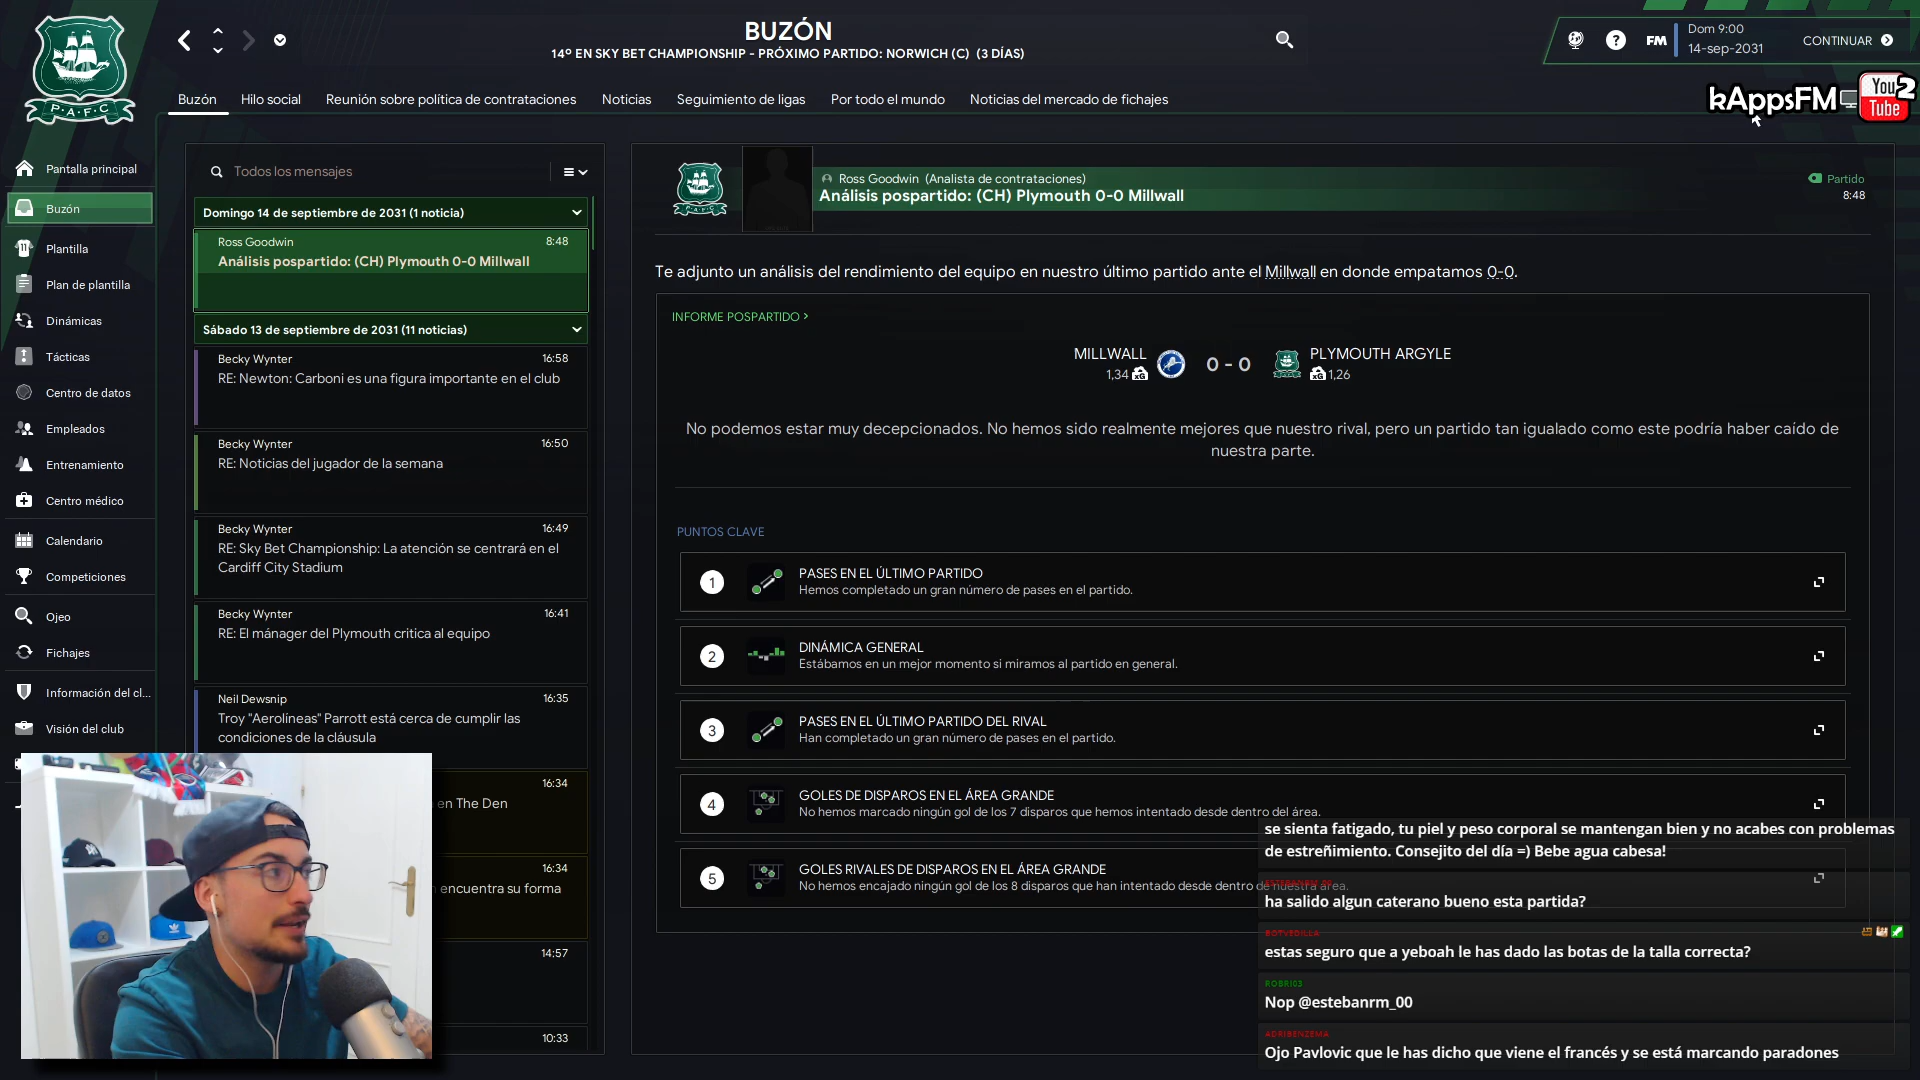 BUZÓN
14º EN SKY BET CHAMPIONSHIP - PRÓXIMO PARTIDO: NORWICH (C) (3 DÍAS)
FM
Dom 9:00
14-sep-2031
CONTINUAR
P·A·F·C
Buzón
Hilo social
Reunión sobre política de contrataciones
Noticias
Seguimiento de ligas
Por todo el mundo
Noticias del mercado de fichajes
kAppsFM
You2
Tube
Pantalla principal
Buzón
Plantilla
Plan de plantilla
Dinámicas
Tácticas
Centro de datos
Empleados
Entrenamiento
Centro médico
Calendario
Competiciones
Ojeo
Fichajes
Información del cl...
Visión del club
Todos los mensajes
Domingo 14 de septiembre de 2031 (1 noticia)
Ross Goodwin 8:48
Análisis pospartido: (CH) Plymouth 0-0 Millwall
Sábado 13 de septiembre de 2031 (11 noticias)
Becky Wynter 16:58
RE: Newton: Carboni es una figura importante en el club
Becky Wynter 16:50
RE: Noticias del jugador de la semana
Becky Wynter 16:49
RE: Sky Bet Championship: La atención se centrará en el
Cardiff City Stadium
Becky Wynter 16:41
RE: El mánager del Plymouth critica al equipo
Neil Dewsnip 16:35
Troy "Aerolíneas" Parrott está cerca de cumplir las
condiciones de la cláusula
16:34
en The Den
16:34
encuentra su forma
14:57
10:33
Ross Goodwin (Analista de contrataciones)
Análisis pospartido: (CH) Plymouth 0-0 Millwall
Partido
8:48
Te adjunto un análisis del rendimiento del equipo en nuestro último partido ante el Millwall en donde empatamos 0-0.
INFORME POSPARTIDO >
MILLWALL
1,34 xG
0 - 0
PLYMOUTH ARGYLE
xG 1,26
No podemos estar muy decepcionados. No hemos sido realmente mejores que nuestro rival, pero un partido tan igualado como este podría haber caído de
nuestra parte.
PUNTOS CLAVE
1
PASES EN EL ÚLTIMO PARTIDO
Hemos completado un gran número de pases en el partido.
2
DINÁMICA GENERAL
Estábamos en un mejor momento si miramos al partido en general.
3
PASES EN EL ÚLTIMO PARTIDO DEL RIVAL
Han completado un gran número de pases en el partido.
4
GOLES DE DISPAROS EN EL ÁREA GRANDE
No hemos marcado ningún gol de los 7 disparos que hemos intentado desde dentro del área.
5
GOLES RIVALES DE DISPAROS EN EL ÁREA GRANDE
No hemos encajado ningún gol de los 8 disparos que han intentado desde dentro de nuestra área.
se sienta fatigado, tu piel y peso corporal se mantengan bien y no acabes con problemas
de estreñimiento. Consejito del día =) Bebe agua cabesa!
ha salido algun caterano bueno esta partida?
BOTVEDILLA
estas seguro que a yeboah le has dado las botas de la talla correcta?
ROBRI03
Nop @estebanrm_00
ADRIBENZEMA
Ojo Pavlovic que le has dicho que viene el francés y se está marcando paradones